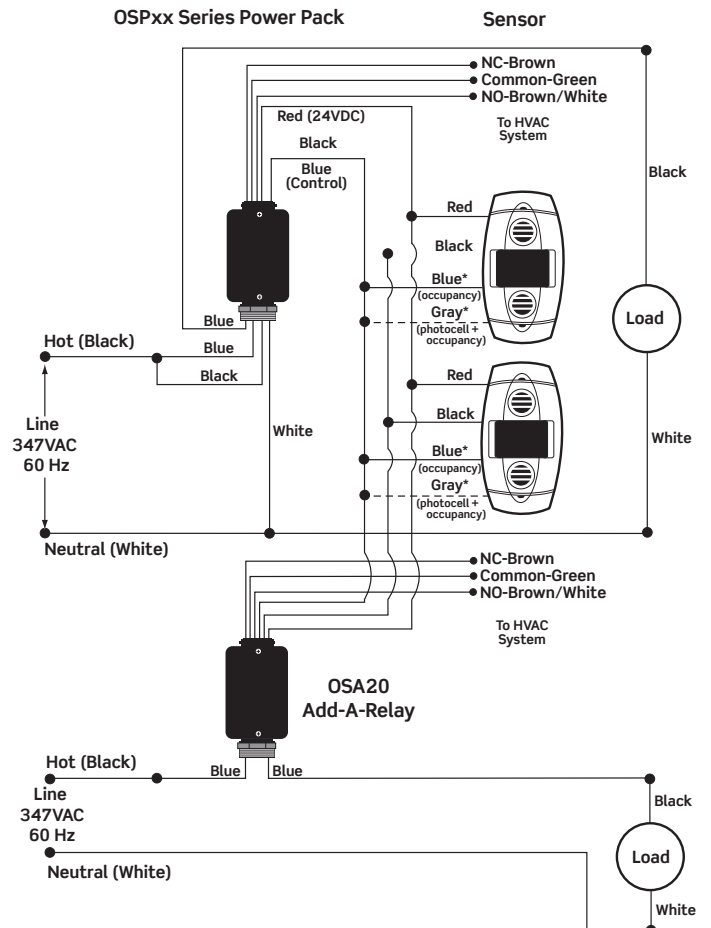 OSPxx Series Power Pack
Sensor
NC-Brown
Common-Green
NO-Brown/White
To HVAC
System
Red (24VDC)
Black
Blue
(Control)
Black
Red
Black
Blue*
(occupancy)
Gray*
(photocell +
occupancy)
Load
Blue
Hot (Black)
Blue
Black
Line
347VAC
60 Hz
White
Red
Black
Blue*
(occupancy)
Gray*
(photocell +
occupancy)
White
Neutral (White)
NC-Brown
Common-Green
NO-Brown/White
To HVAC
System
OSA20
Add-A-Relay
Hot (Black)
Blue
Blue
Line
347VAC
60 Hz
Black
Load
Neutral (White)
White